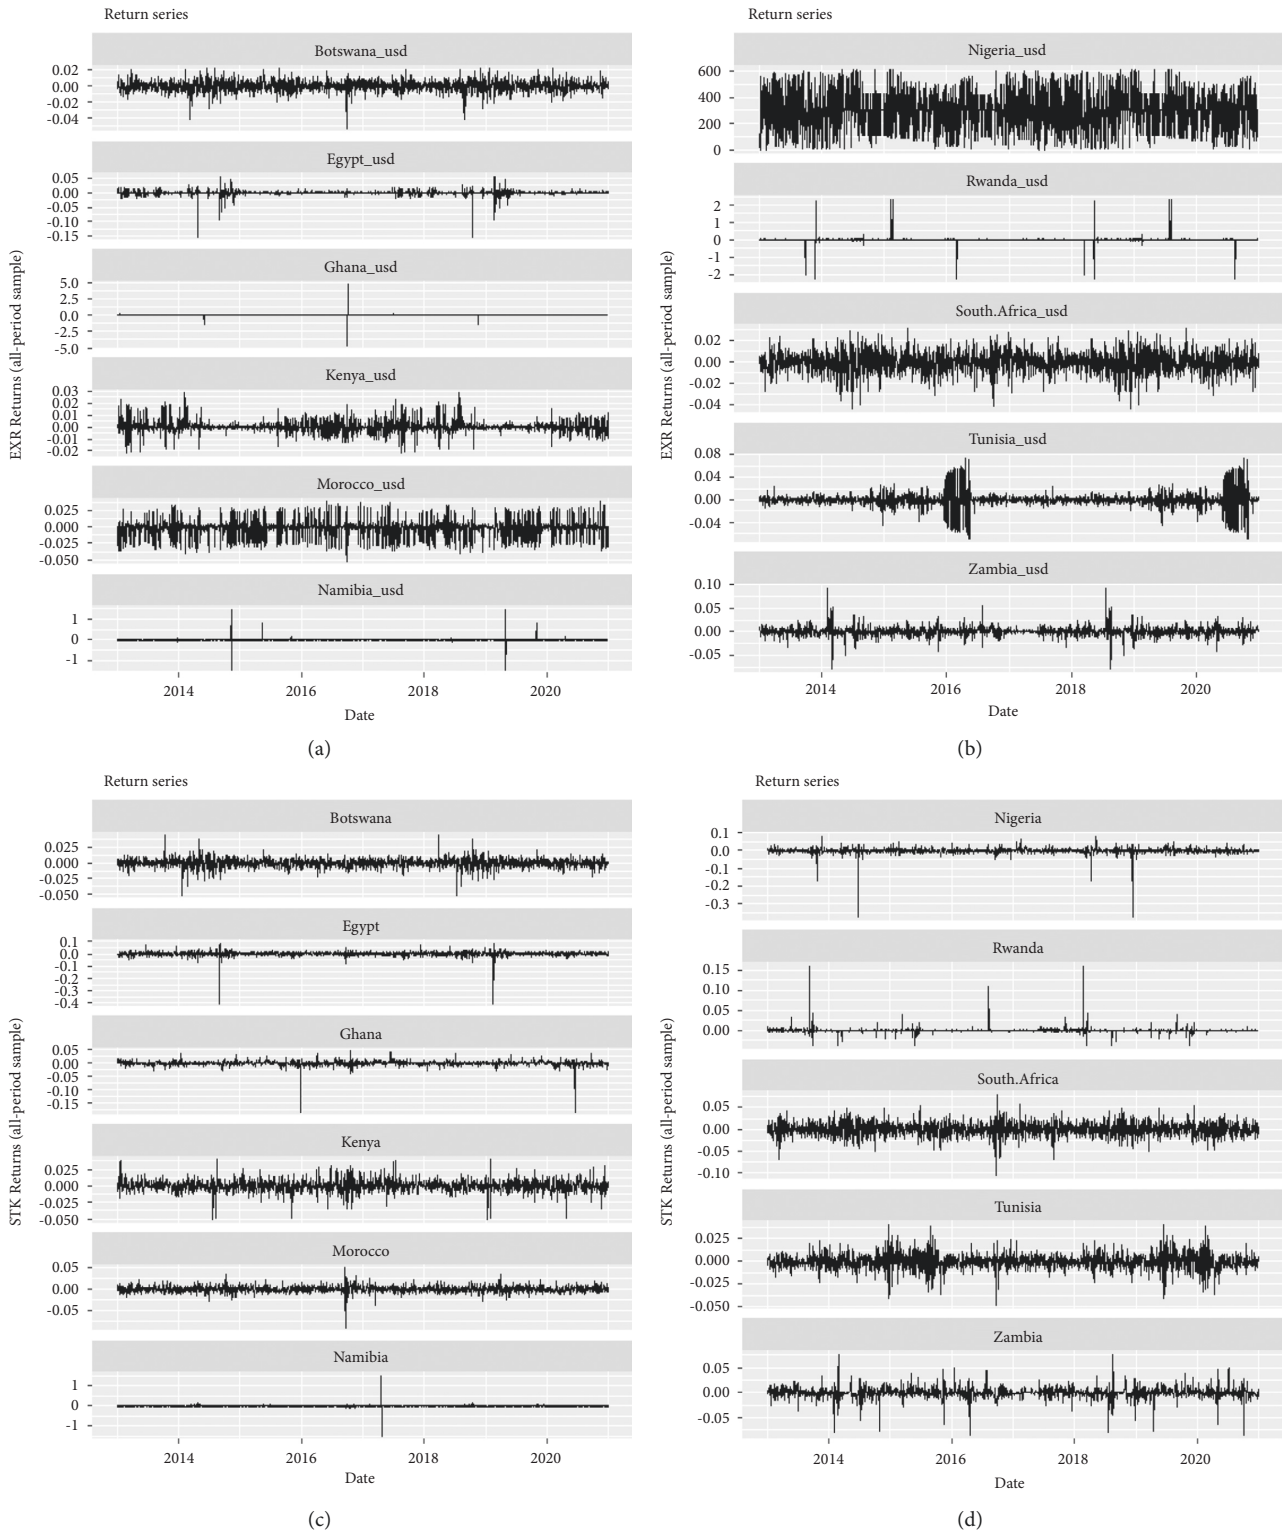 Return series
Botswana_usd
0.02
0.00
-0.02
-0.04
Egypt_usd
0.05
0.00
-0.05
-0.10
-0.15
Ghana_usd
5.0
2.5
0.0
-2.5
-5.0
Kenya_usd
0.03
0.02
0.01
0.00
-0.01
-0.02
Morocco_usd
0.025
0.000
-0.025
-0.050
Namibia_usd
1
0
-1
EXR Returns (all-period sample)
2014 2016 2018 2020
Date
(a)
Return series
Nigeria_usd
600
400
200
0
Rwanda_usd
2
1
0
-1
-2
South.Africa_usd
0.02
0.00
-0.02
-0.04
Tunisia_usd
0.08
0.04
0.00
-0.04
Zambia_usd
0.10
0.05
0.00
-0.05
EXR Returns (all-period sample)
2014 2016 2018 2020
Date
(b)
Return series
Botswana
0.025
0.000
-0.025
-0.050
Egypt
0.1
0.0
-0.1
-0.2
-0.3
-0.4
Ghana
0.05
0.00
-0.05
-0.10
-0.15
Kenya
0.025
0.000
-0.025
-0.050
Morocco
0.05
0.00
-0.05
Namibia
1
0
-1
STK Returns (all-period sample)
2014 2016 2018 2020
Date
(c)
Return series
Nigeria
0.1
0.0
-0.1
-0.2
-0.3
Rwanda
0.15
0.10
0.05
0.00
South.Africa
0.05
0.00
-0.05
-0.10
Tunisia
0.025
0.000
-0.025
-0.050
Zambia
0.05
0.00
-0.05
STK Returns (all-period sample)
2014 2016 2018 2020
Date
(d)